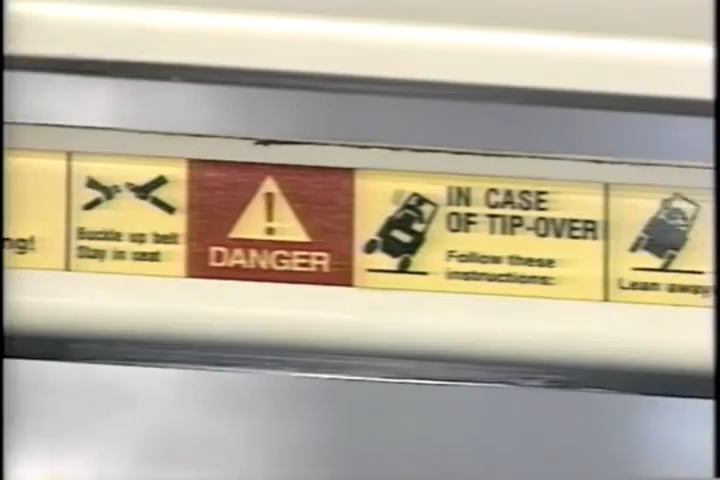 ng!
Buckle up belt
Stay in seat
DANGER
IN CASE
OF TIP-OVER
Follow these
instructions:
Lean away